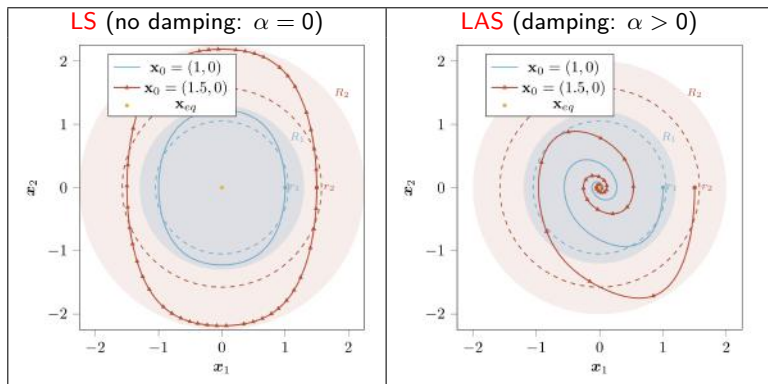 LS (no damping: α = 0)
2
1
0
−1
−2
x₂
x₀ = (1, 0)
x₀ = (1.5, 0)
x_eq
R₂
R₁
r₁
r₂
−2 −1 0 1 2
x₁
LAS (damping: α > 0)
2
1
0
−1
−2
x₂
x₀ = (1, 0)
x₀ = (1.5, 0)
x_eq
R₂
R₁
r₁
r₂
−2 −1 0 1 2
x₁